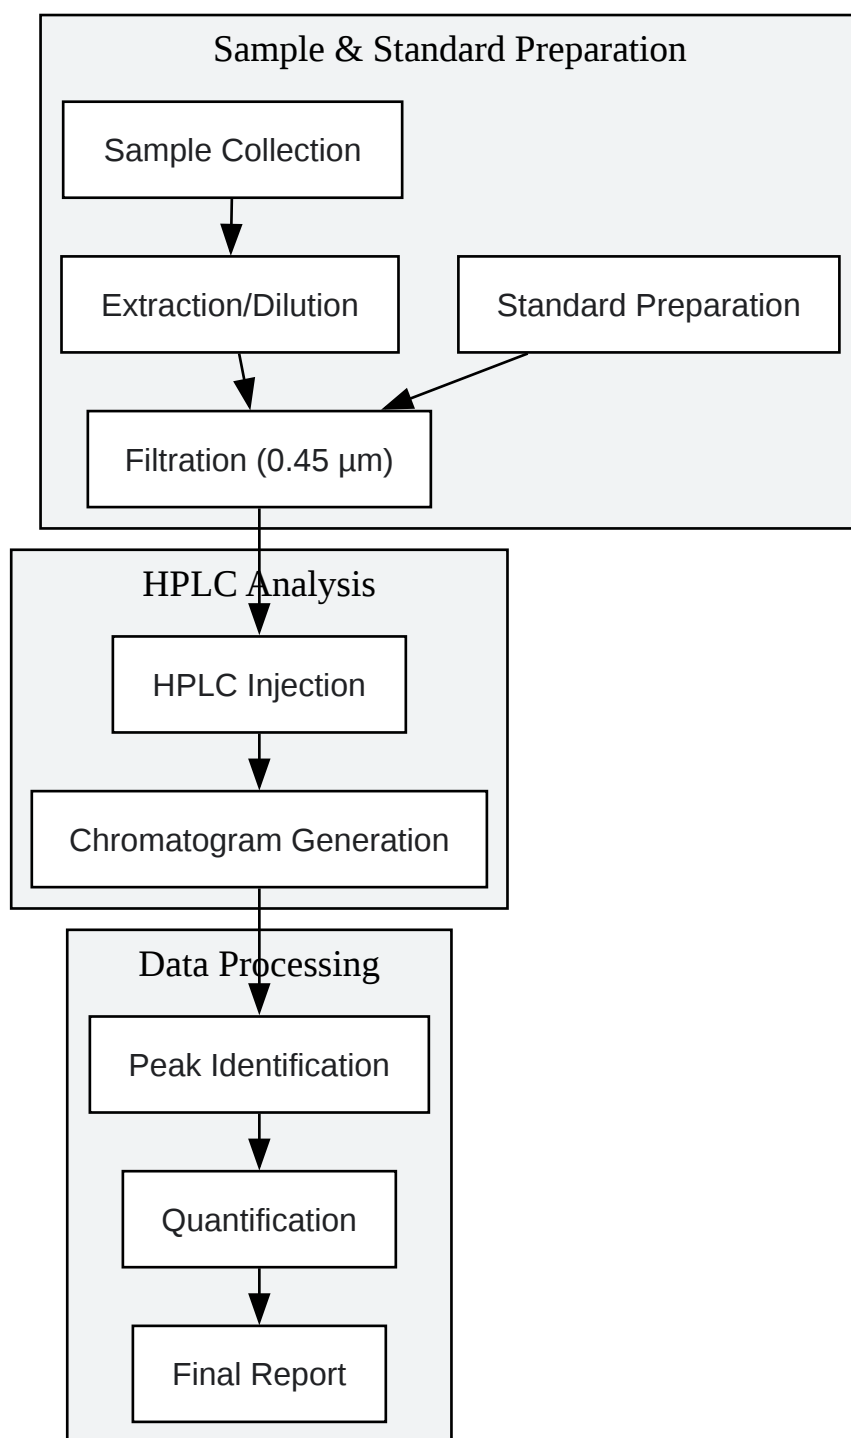 Sample & Standard Preparation
Sample Collection
Extraction/Dilution
Standard Preparation
Filtration (0.45 µm)
HPLC Analysis
HPLC Injection
Chromatogram Generation
Data Processing
Peak Identification
Quantification
Final Report